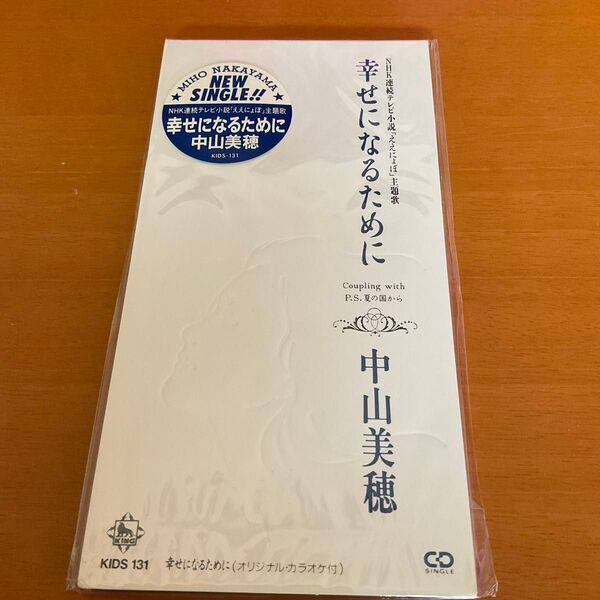 MIHO NAKAYAMA
NEW
SINGLE!!
NHK連続テレビ小説「ええにょぼ」主題歌
幸せになるために
中山美穂
KIDS-131
NHK連続テレビ小説「ええにょぼ」主題歌
幸せになるために
Coupling with
P.S.夏の国から
中山美穂
KING
KIDS 131
幸せになるために(オリジナル・カラオケ付)
CD
SINGLE